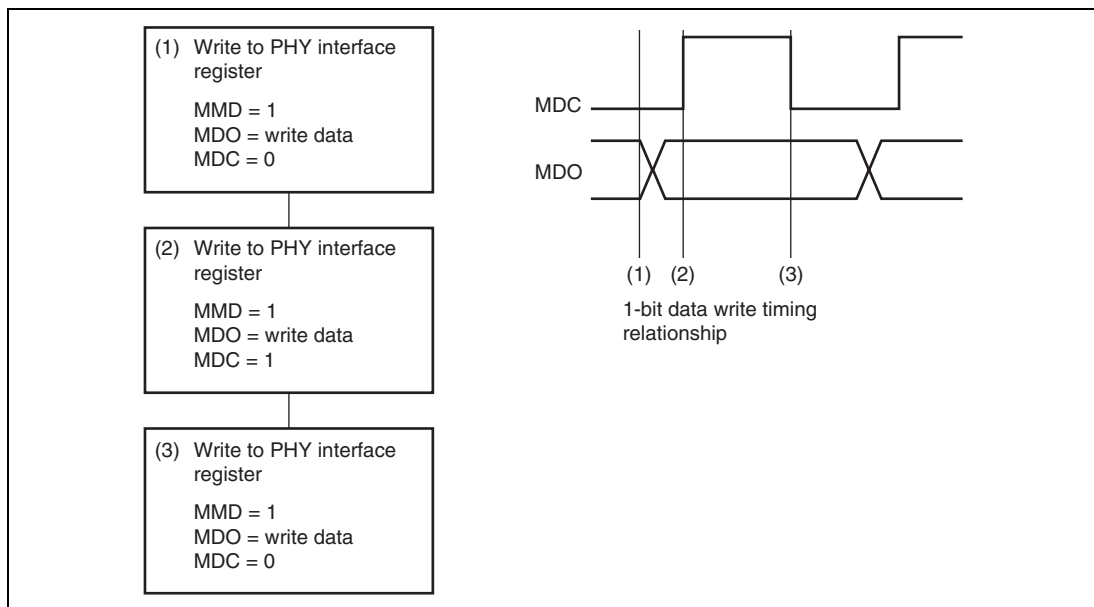 (1) Write to PHY interface
register
MMD = 1
MDO = write data
MDC = 0
(2) Write to PHY interface
register
MMD = 1
MDO = write data
MDC = 1
(3) Write to PHY interface
register
MMD = 1
MDO = write data
MDC = 0
MDC
MDO
(1) (2) (3)
1-bit data write timing
relationship